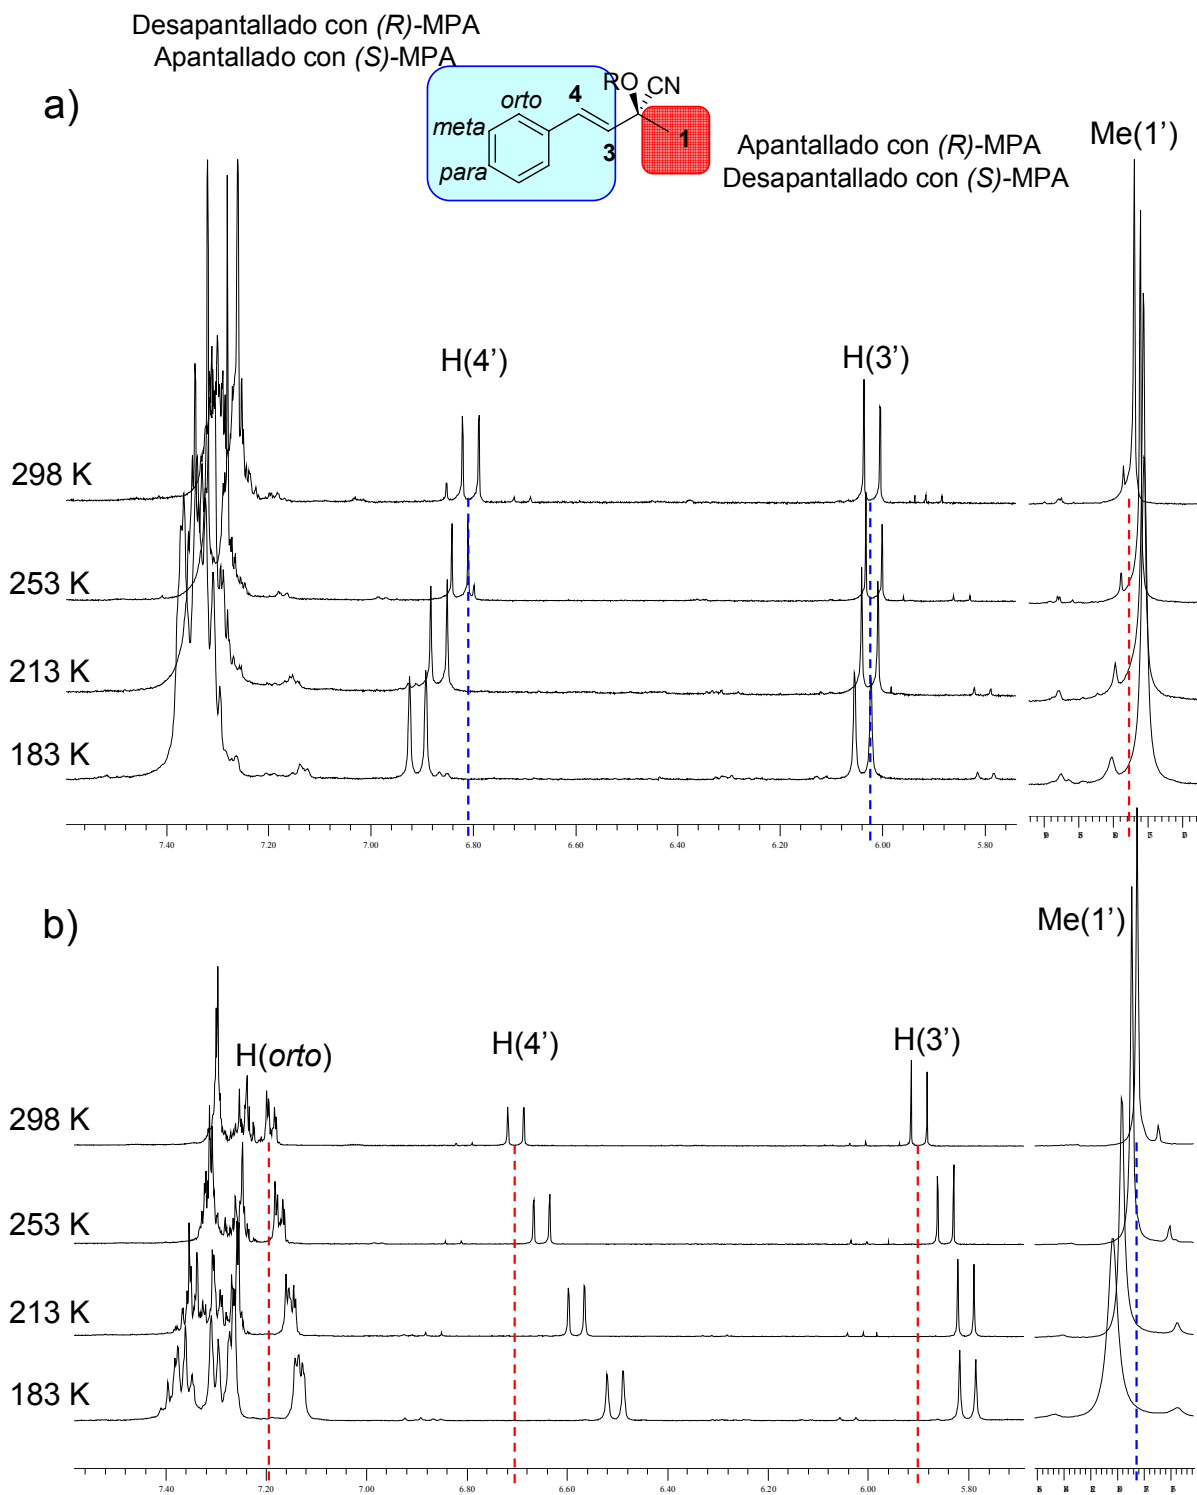 Desapantallado con (R)-MPA
Apantallado con (S)-MPA
a)
RO CN
4
orto
meta
3
1
para
Apantallado con (R)-MPA
Desapantallado con (S)-MPA
Me(1')
H(4')
H(3')
298 K
253 K
213 K
183 K
7.40 7.20 7.00 6.80 6.60 6.40 6.20 6.00 5.80
b)
Me(1')
H(orto)
H(4')
H(3')
298 K
253 K
213 K
183 K
7.40 7.20 7.00 6.80 6.60 6.40 6.20 6.00 5.80